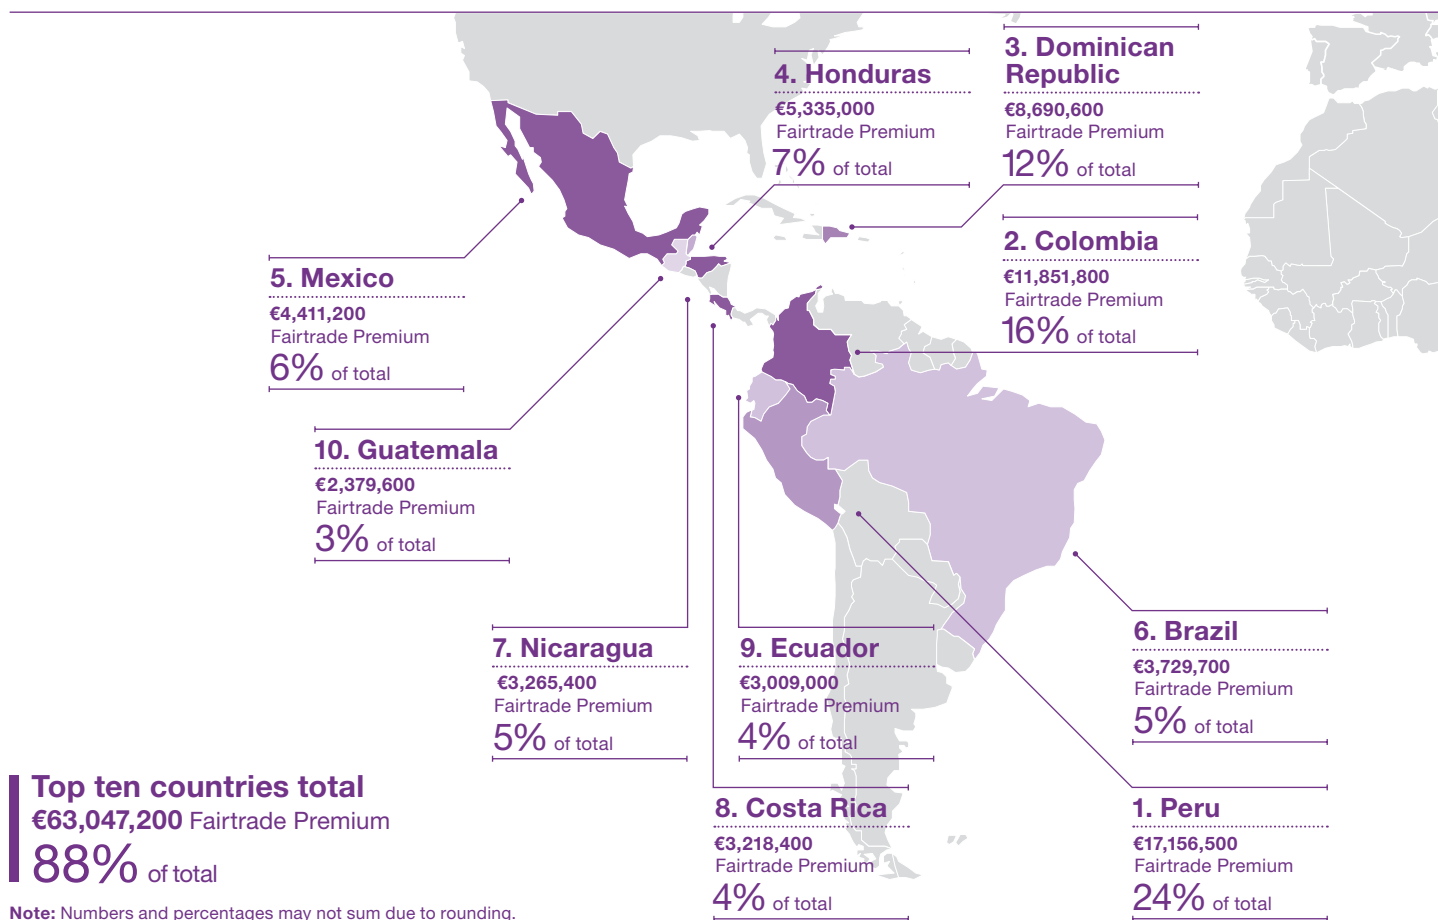 4. Honduras
€5,335,000
Fairtrade Premium
7% of total
3. Dominican
Republic
€8,690,600
Fairtrade Premium
12% of total
2. Colombia
€11,851,800
Fairtrade Premium
16% of total
5. Mexico
€4,411,200
Fairtrade Premium
6% of total
10. Guatemala
€2,379,600
Fairtrade Premium
3% of total
7. Nicaragua
€3,265,400
Fairtrade Premium
5% of total
9. Ecuador
€3,009,000
Fairtrade Premium
4% of total
6. Brazil
€3,729,700
Fairtrade Premium
5% of total
8. Costa Rica
€3,218,400
Fairtrade Premium
4% of total
1. Peru
€17,156,500
Fairtrade Premium
24% of total
Top ten countries total
€63,047,200 Fairtrade Premium
88% of total
Note: Numbers and percentages may not sum due to rounding.